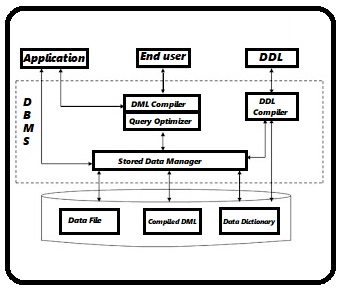 Application
End user
DDL
D
B
M
S
DML Compiler
Query Optimizer
DDL
Compiler
Stored Data Manager
Data File
Compiled DML
Data Dictionary